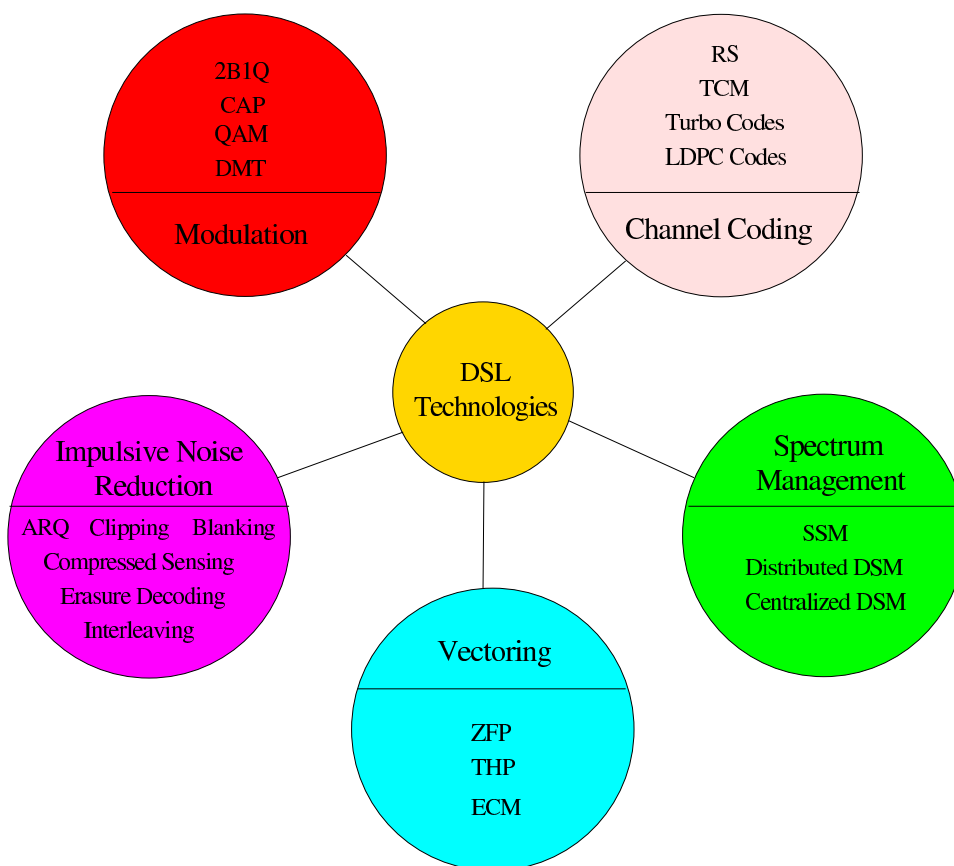 2B1Q
CAP
QAM
DMT
Modulation
RS
TCM
Turbo Codes
LDPC Codes
Channel Coding
DSL
Technologies
Impulsive Noise
Reduction
ARQ Clipping Blanking
Compressed Sensing
Erasure Decoding
Interleaving
Spectrum
Management
SSM
Distributed DSM
Centralized DSM
Vectoring
ZFP
THP
ECM